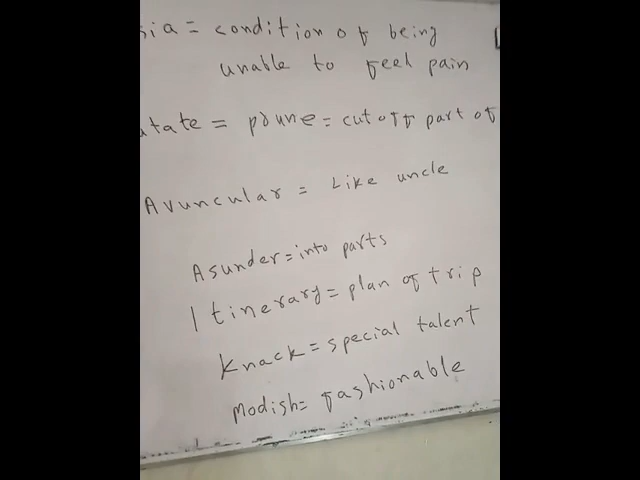 sia = condition of being
unable to feel pain
utate = prune = cut off part of
Avuncular = Like uncle
Asunder = into parts
Itinerary = plan of trip
Knack = special talent
Modish = fashionable